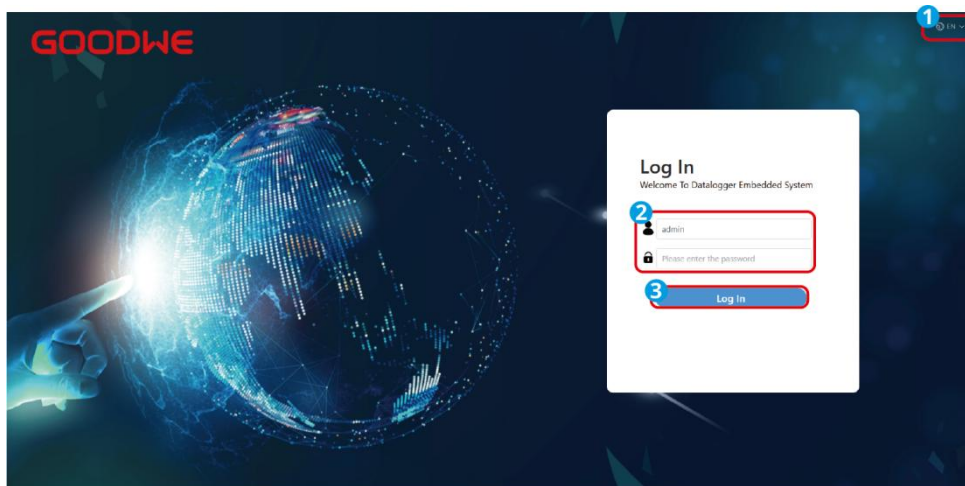 GOODWE
1
EN
Log In
Welcome To Datalogger Embedded System
2
admin
Please enter the password
3
Log In